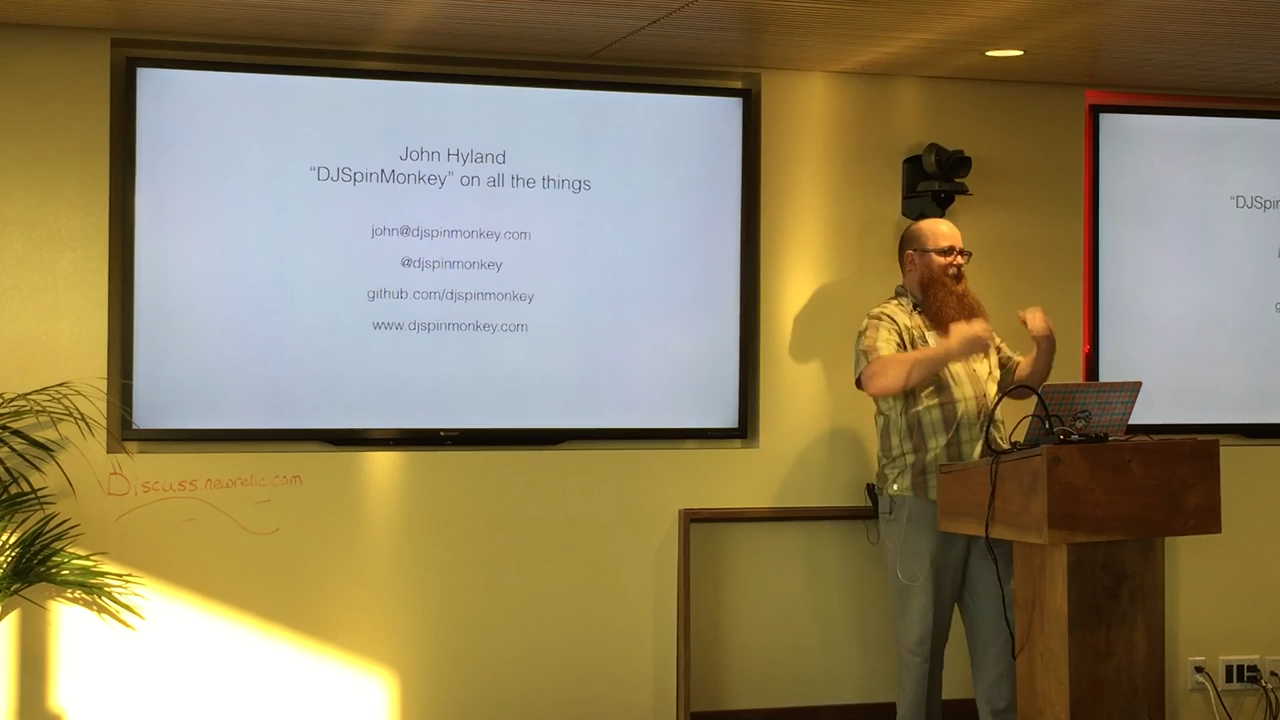 John Hyland
“DJSpinMonkey” on all the things
john@djspinmonkey.com
@djspinmonkey
github.com/djspinmonkey
www.djspinmonkey.com
Discuss.newrelic.com
“DJSpi